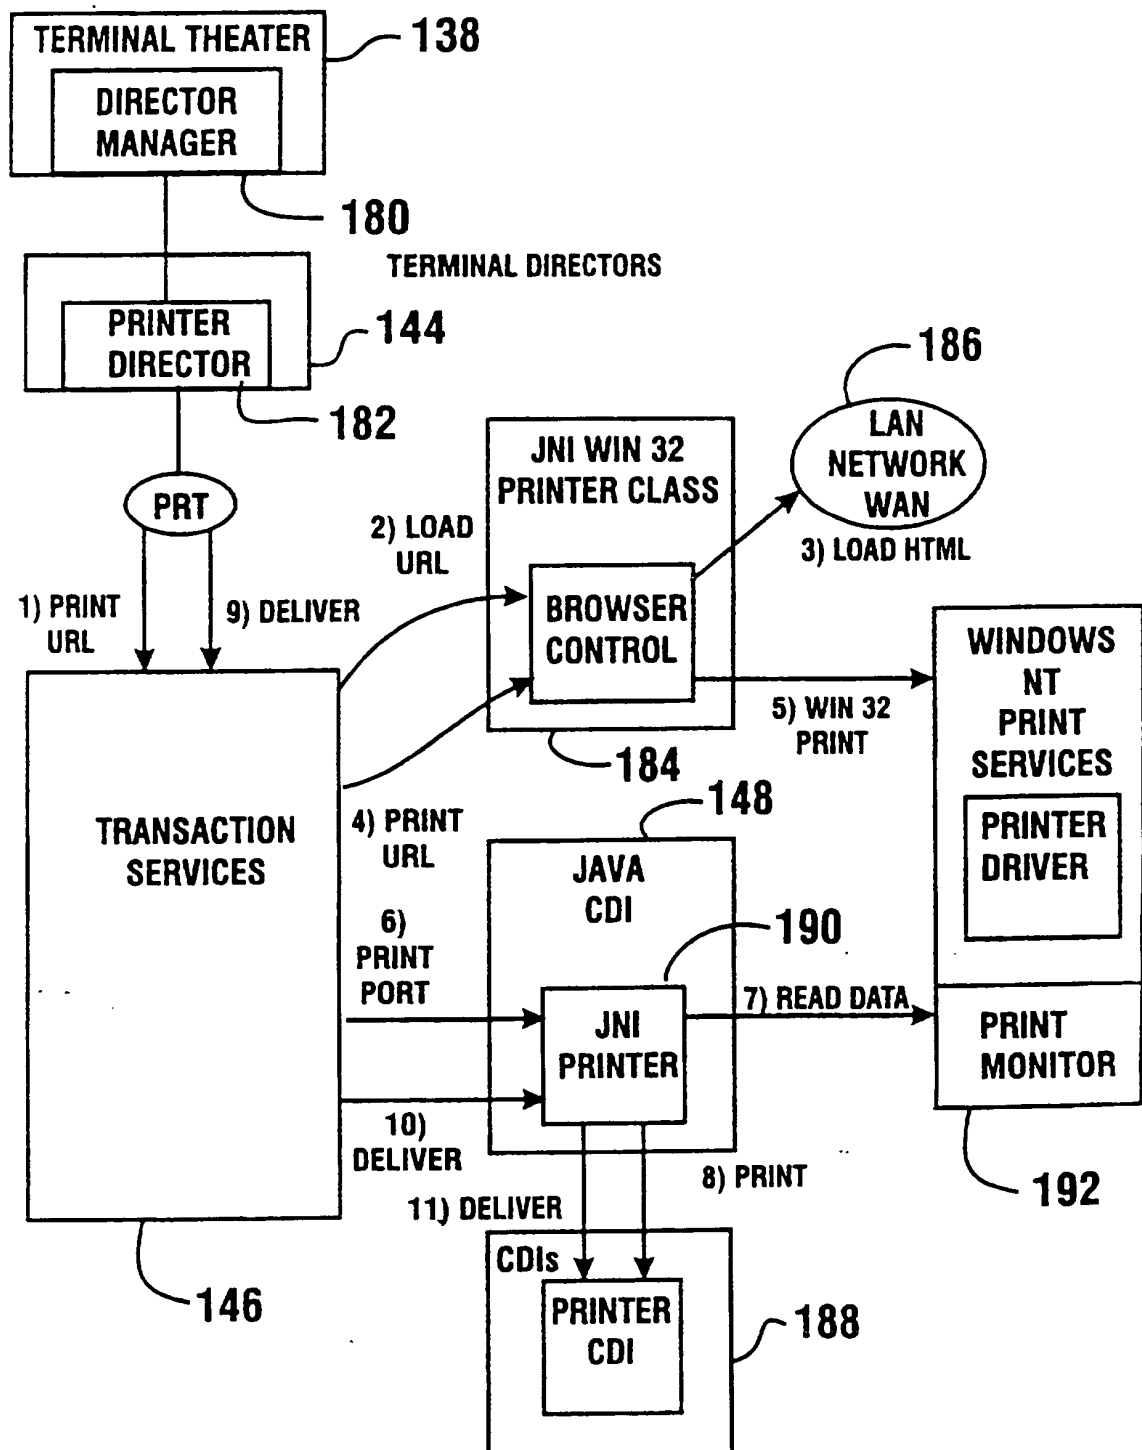 TERMINAL THEATER
138
DIRECTOR
MANAGER
180
TERMINAL DIRECTORS
PRINTER
DIRECTOR
144
182
PRT
1) PRINT
URL
9) DELIVER
2) LOAD
URL
JNI WIN 32
PRINTER CLASS
186
LAN
NETWORK
WAN
3) LOAD HTML
BROWSER
CONTROL
184
5) WIN 32
PRINT
WINDOWS
NT
PRINT
SERVICES
PRINTER
DRIVER
TRANSACTION
SERVICES
4) PRINT
URL
148
JAVA
CDI
190
6)
PRINT
PORT
JNI
PRINTER
7) READ DATA
PRINT
MONITOR
192
10)
DELIVER
8) PRINT
11) DELIVER
146
CDIs
PRINTER
CDI
188